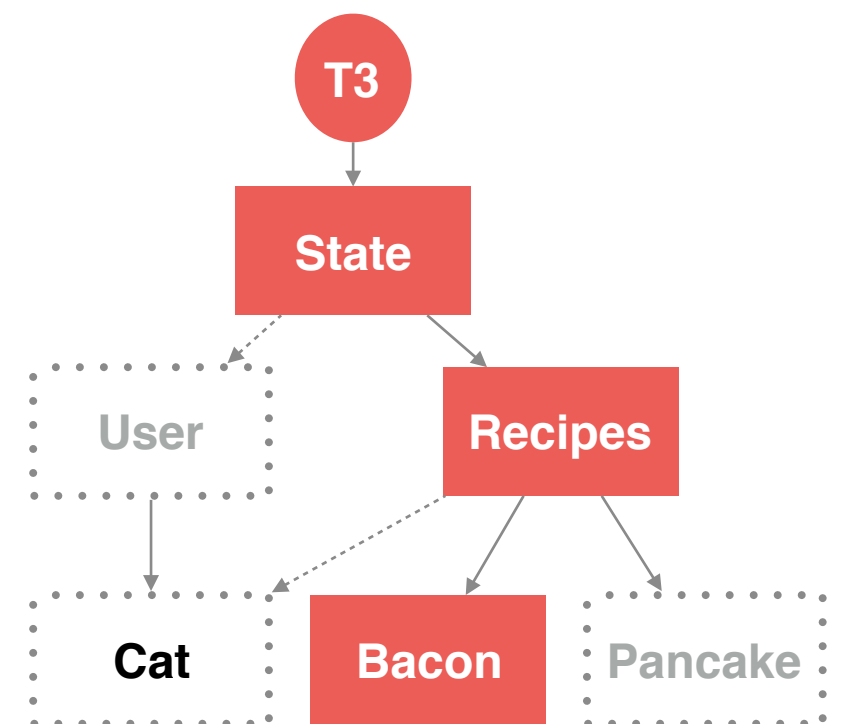 T3
State
User
Recipes
Cat
Bacon
Pancake